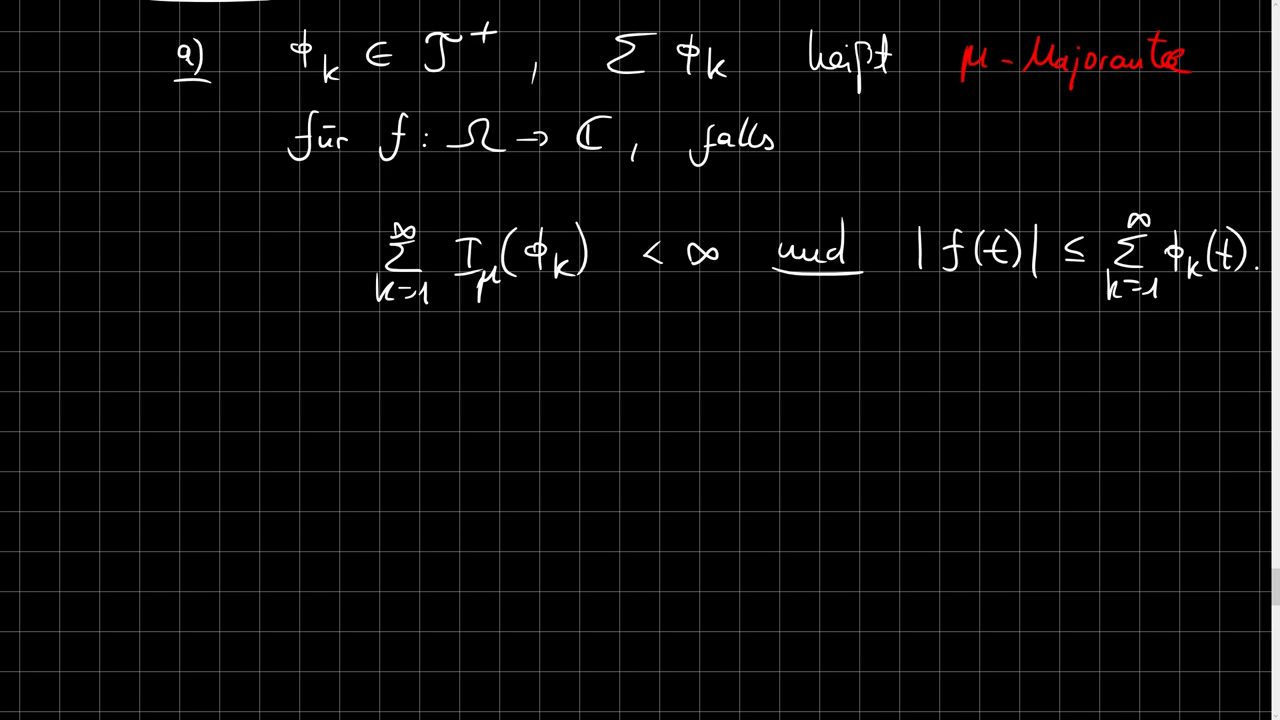 a) ϕ_k ∈ 𝒯⁺, Σ ϕ_k heißt μ-Majorante
für f : Ω → ℂ, falls
∑_{k=1}^{∞} I_μ(ϕ_k) < ∞ und |f(t)| ≤ ∑_{k=1}^{∞} ϕ_k(t).